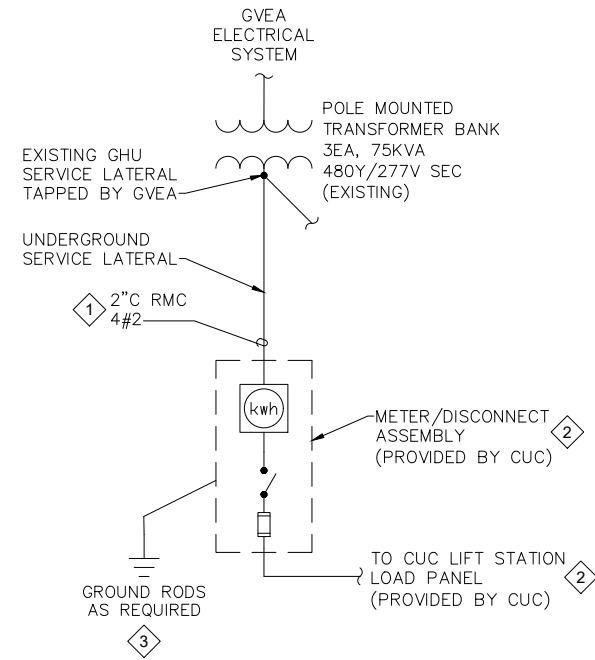 GVEA
ELECTRICAL
SYSTEM
POLE MOUNTED
TRANSFORMER BANK
3EA, 75KVA
480Y/277V SEC
(EXISTING)
EXISTING GHU
SERVICE LATERAL
TAPPED BY GVEA
UNDERGROUND
SERVICE LATERAL
1
2"C RMC
4#2
kwh
METER/DISCONNECT
ASSEMBLY
(PROVIDED BY CUC)
2
TO CUC LIFT STATION
LOAD PANEL
(PROVIDED BY CUC)
2
GROUND RODS
AS REQUIRED
3